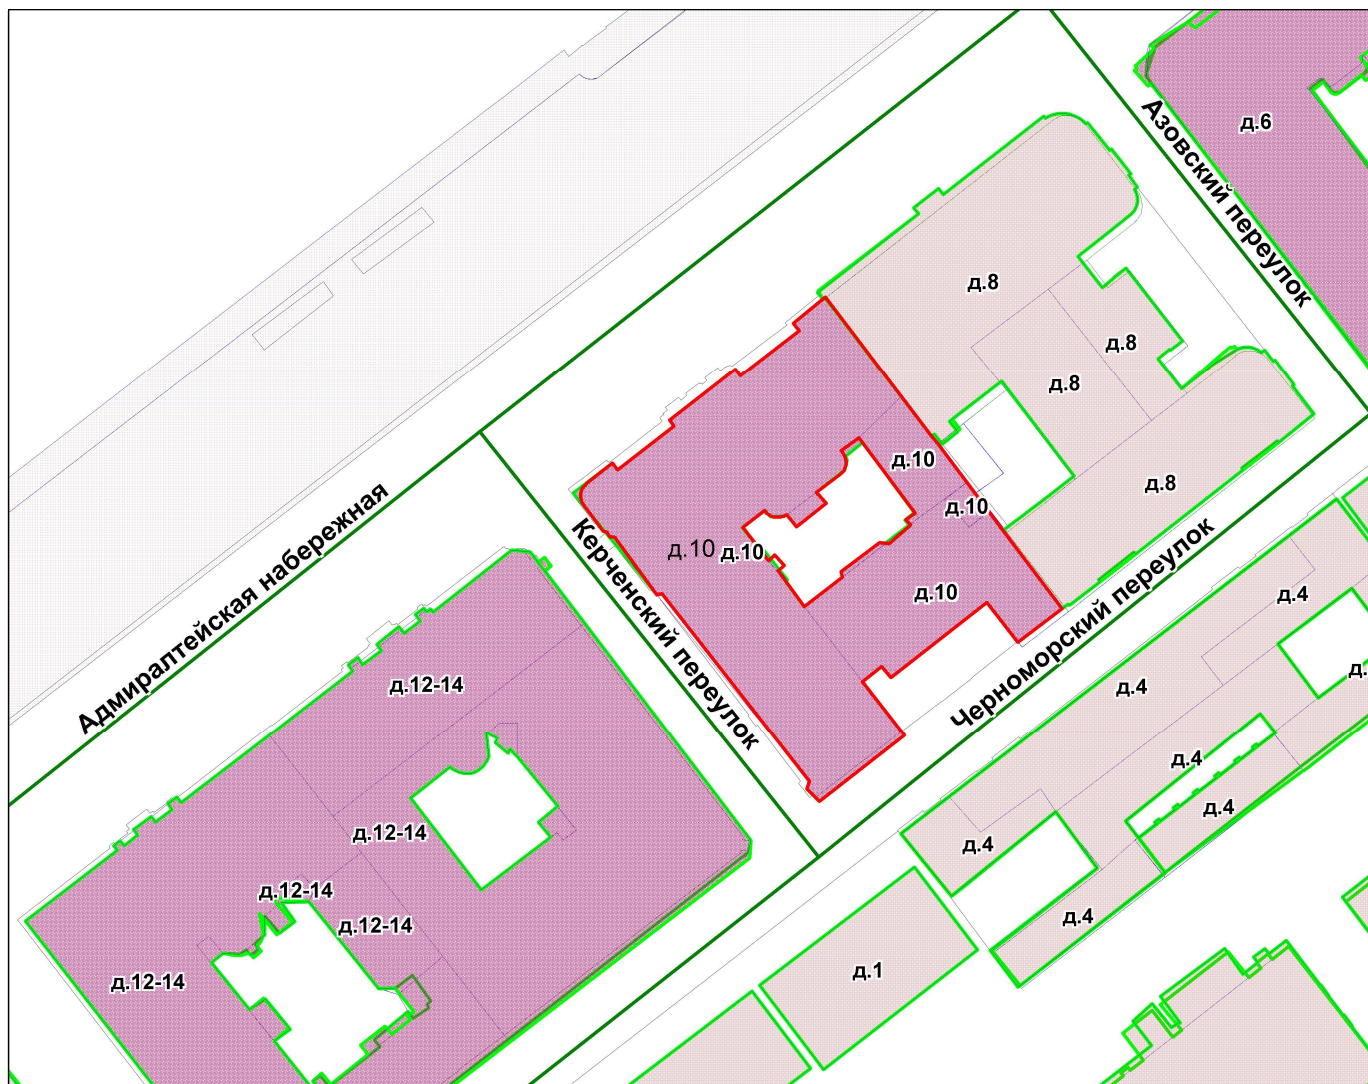 Азовский переулок
д.6
д.8
д.8
д.8
д.10
д.8
д.10
Адмиралтейская набережная
Керченский переулок
д.10
д.10
д.10
Черноморский переулок
д.4
д.
д.12-14
д.4
д.4
д.4
д.12-14
д.4
д.12-14
д.4
д.12-14
д.1
д.12-14